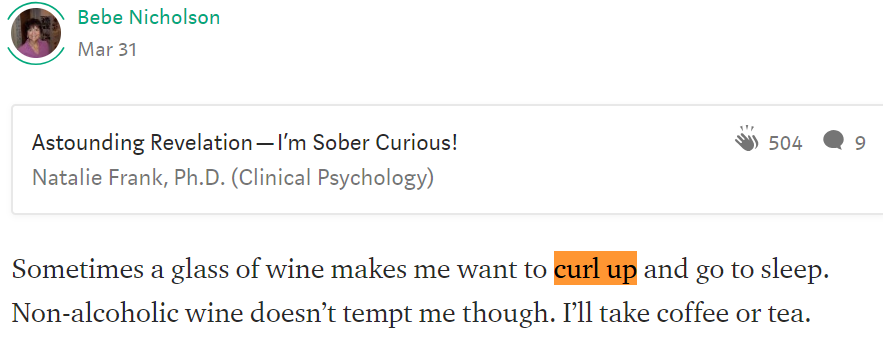 Bebe Nicholson
Mar 31
Astounding Revelation — I’m Sober Curious!
504
9
Natalie Frank, Ph.D. (Clinical Psychology)
Sometimes a glass of wine makes me want to curl up and go to sleep.
Non-alcoholic wine doesn’t tempt me though. I’ll take coffee or tea.